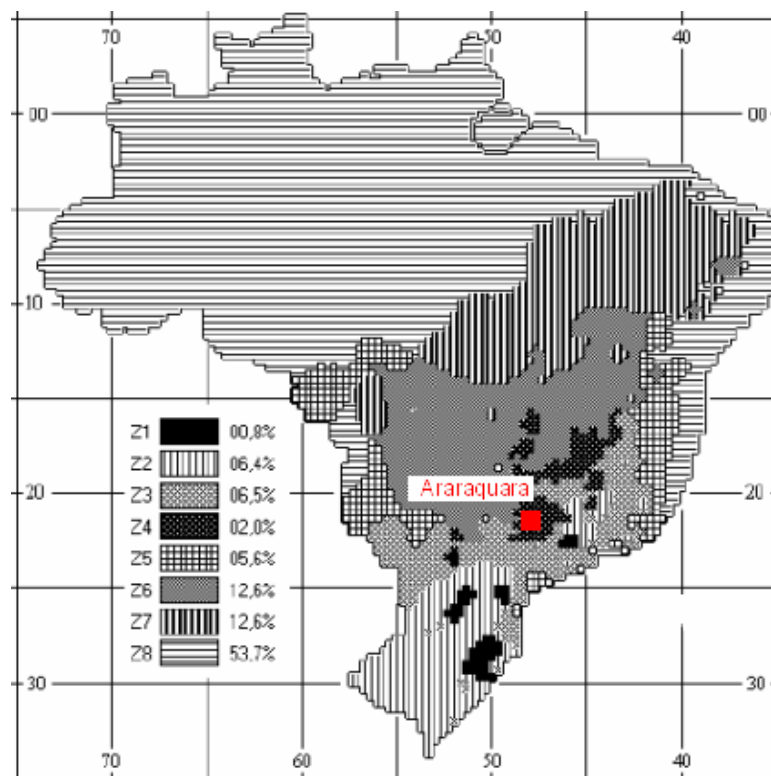 70 50 40
00 00
10
Z1 00,8%
Z2 06,4%
Z3 06,5%
Araraquara
20 20
Z4 02,0%
Z5 05,6%
Z6 12,6%
Z7 12,6%
Z8 53,7%
30 30
70 60 50 40